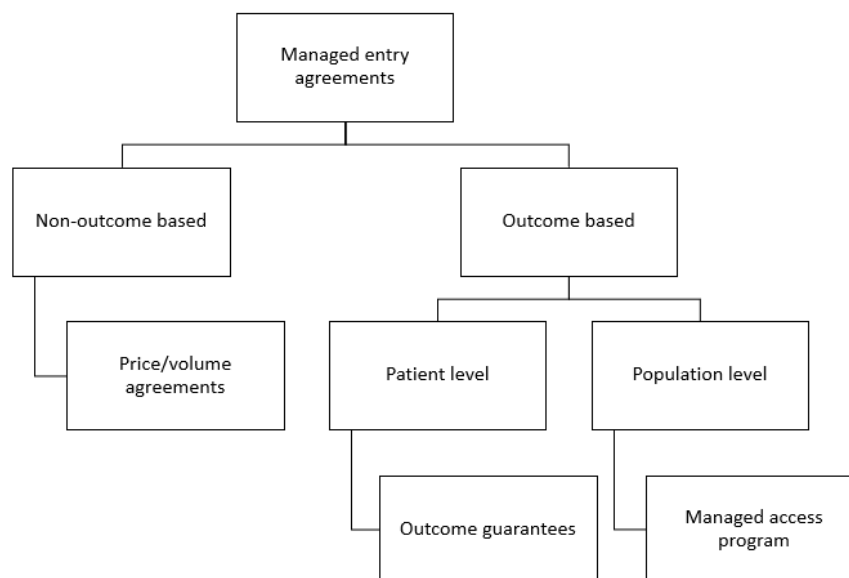 Managed entry
agreements
Non-outcome based
Outcome based
Price/volume
agreements
Patient level
Population level
Outcome guarantees
Managed access
program